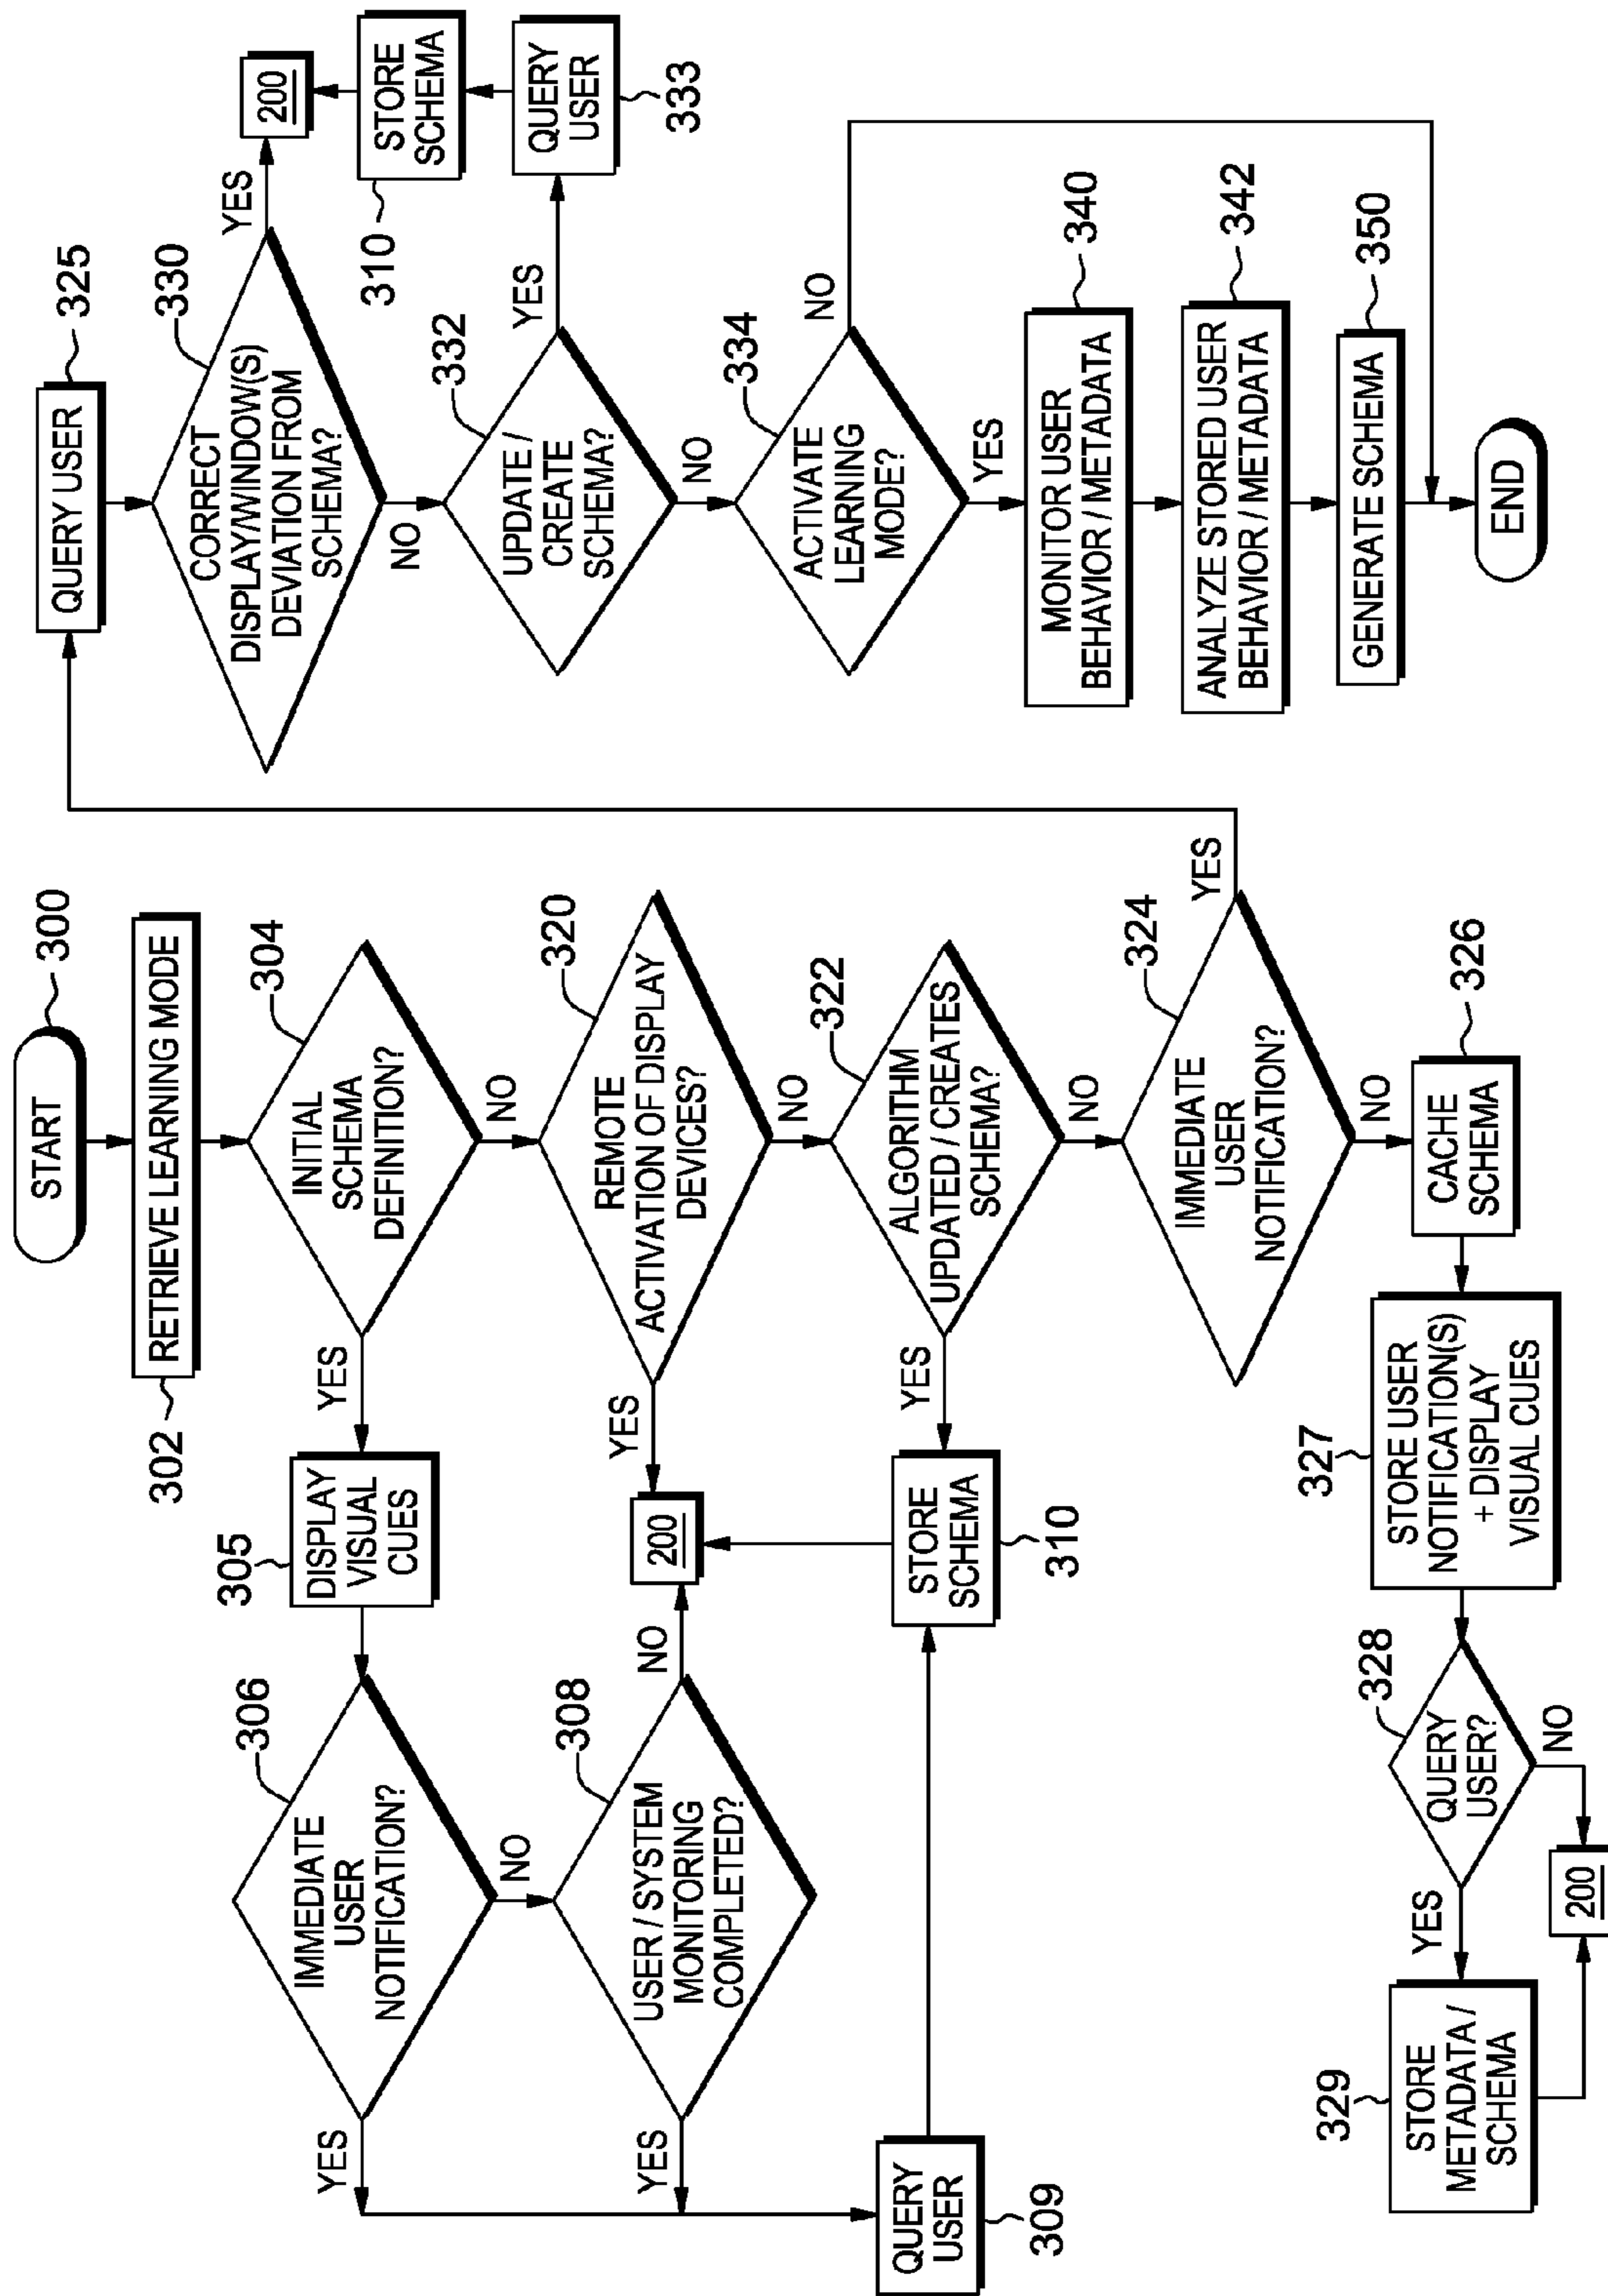 START
300
RETRIEVE LEARNING MODE
302
INITIAL
SCHEMA
DEFINITION?
304
YES
NO
DISPLAY
VISUAL
CUES
305
IMMEDIATE
USER
NOTIFICATION?
306
YES
NO
USER / SYSTEM
MONITORING
COMPLETED?
308
YES
NO
QUERY
USER
309
REMOTE
ACTIVATION OF DISPLAY
DEVICES?
320
YES
NO
200
ALGORITHM
UPDATED / CREATES
SCHEMA?
322
YES
NO
STORE
SCHEMA
310
IMMEDIATE
USER
NOTIFICATION?
324
YES
NO
CACHE
SCHEMA
326
STORE USER
NOTIFICATION(S)
+ DISPLAY
VISUAL CUES
327
QUERY
USER?
328
YES
NO
STORE
METADATA /
SCHEMA
329
200
QUERY USER
325
CORRECT
DISPLAY/WINDOW(S)
DEVIATION FROM
SCHEMA?
330
YES
NO
200
STORE
SCHEMA
310
UPDATE /
CREATE
SCHEMA?
332
YES
NO
QUERY
USER
333
ACTIVATE
LEARNING
MODE?
334
NO
YES
MONITOR USER
BEHAVIOR / METADATA
340
ANALYZE STORED USER
BEHAVIOR / METADATA
342
GENERATE SCHEMA
350
END